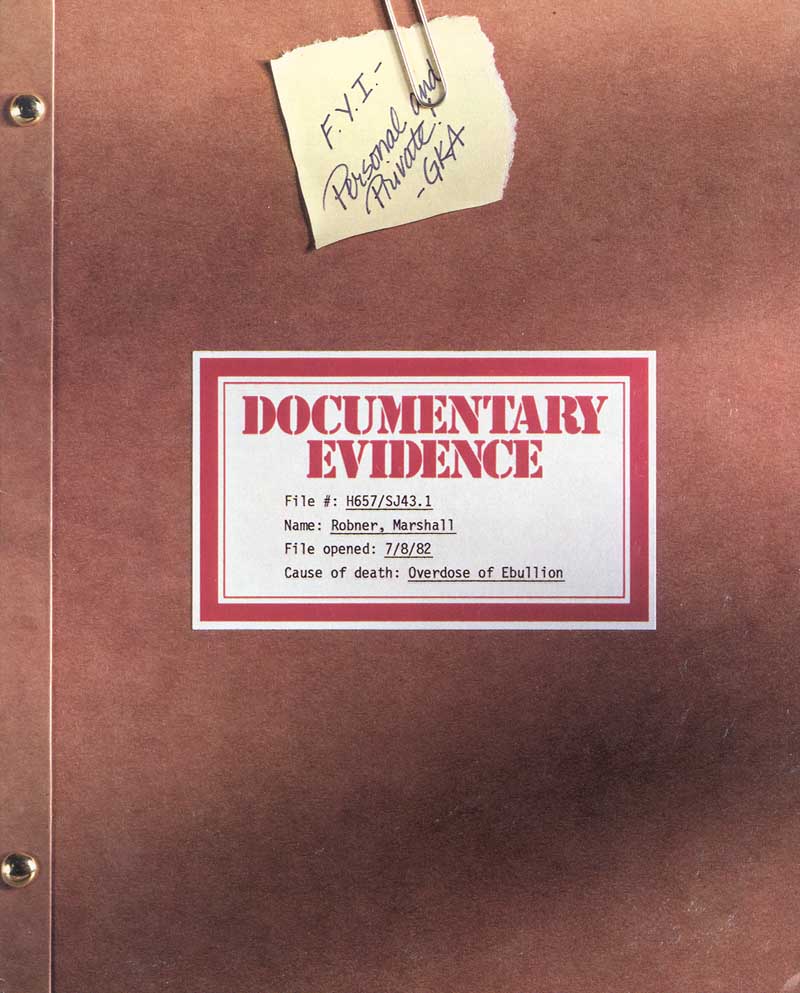 F.Y.I.-
Personal and
Private.
-GKA
DOCUMENTARY
EVIDENCE
File #: H657/SJ43.1
Name: Robner, Marshall
File opened: 7/8/82
Cause of death: Overdose of Ebullion